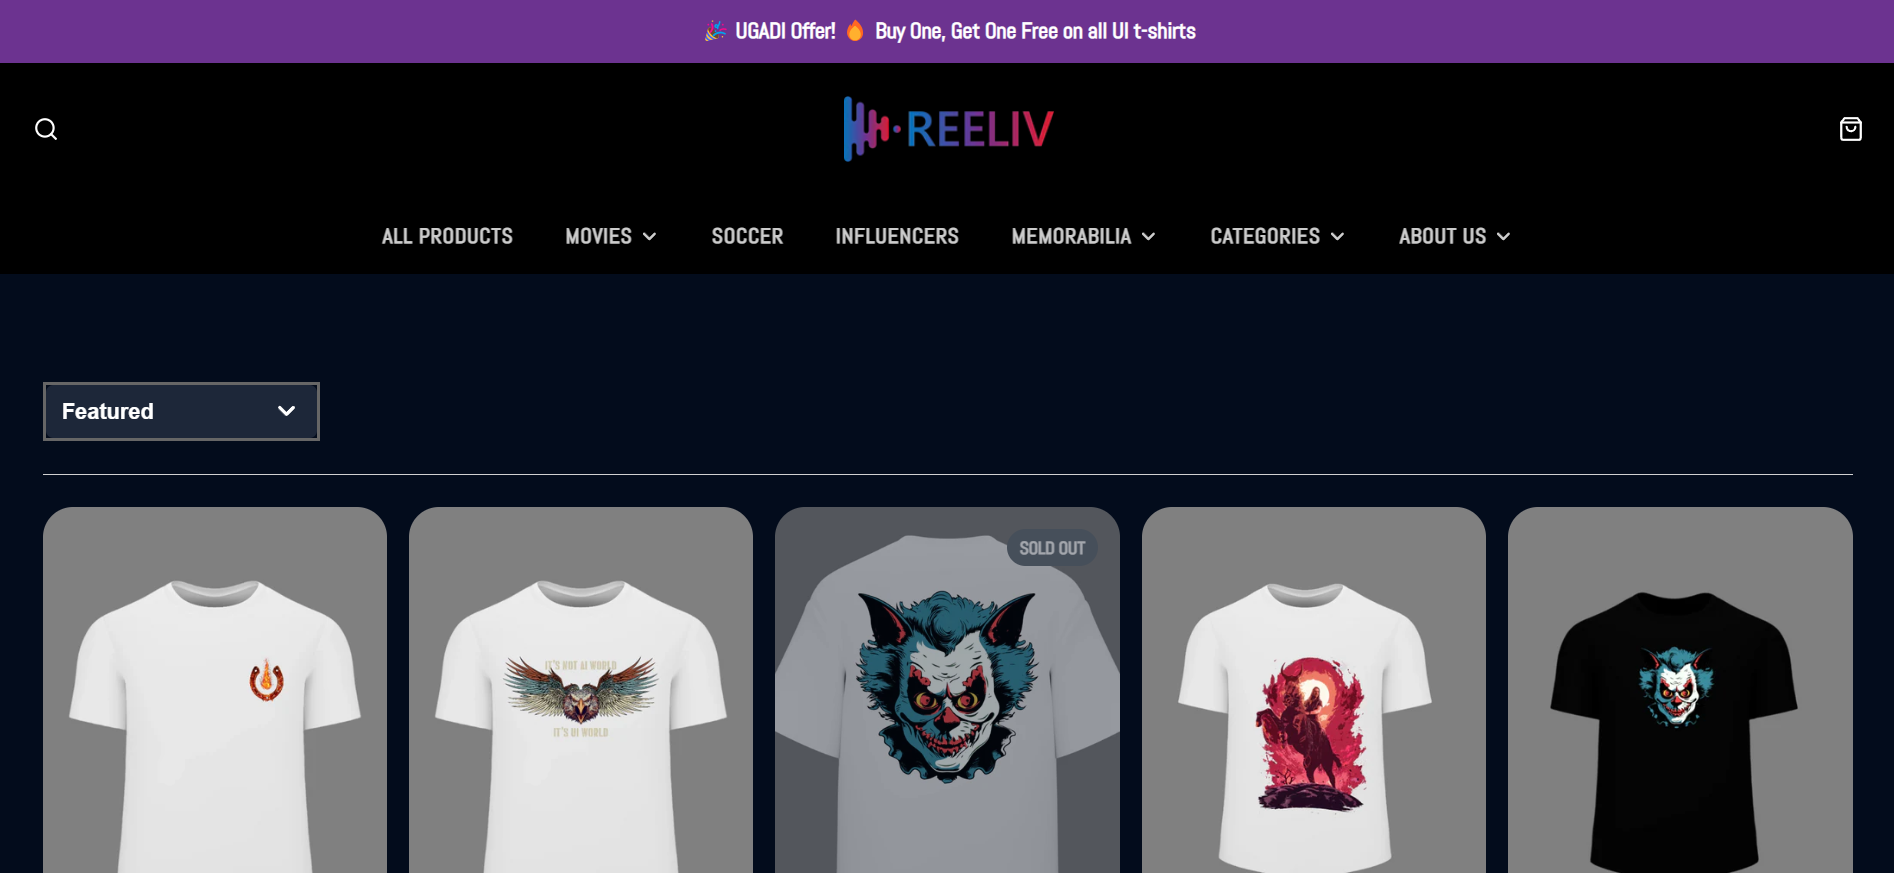 🎉 UGADI Offer! 🔥 Buy One, Get One Free on all UI t-shirts
REELIV
ALL PRODUCTS MOVIES SOCCER INFLUENCERS MEMORABILIA CATEGORIES ABOUT US
Featured
SOLD OUT
IT'S NOT AI WORLD
IT'S UI WORLD